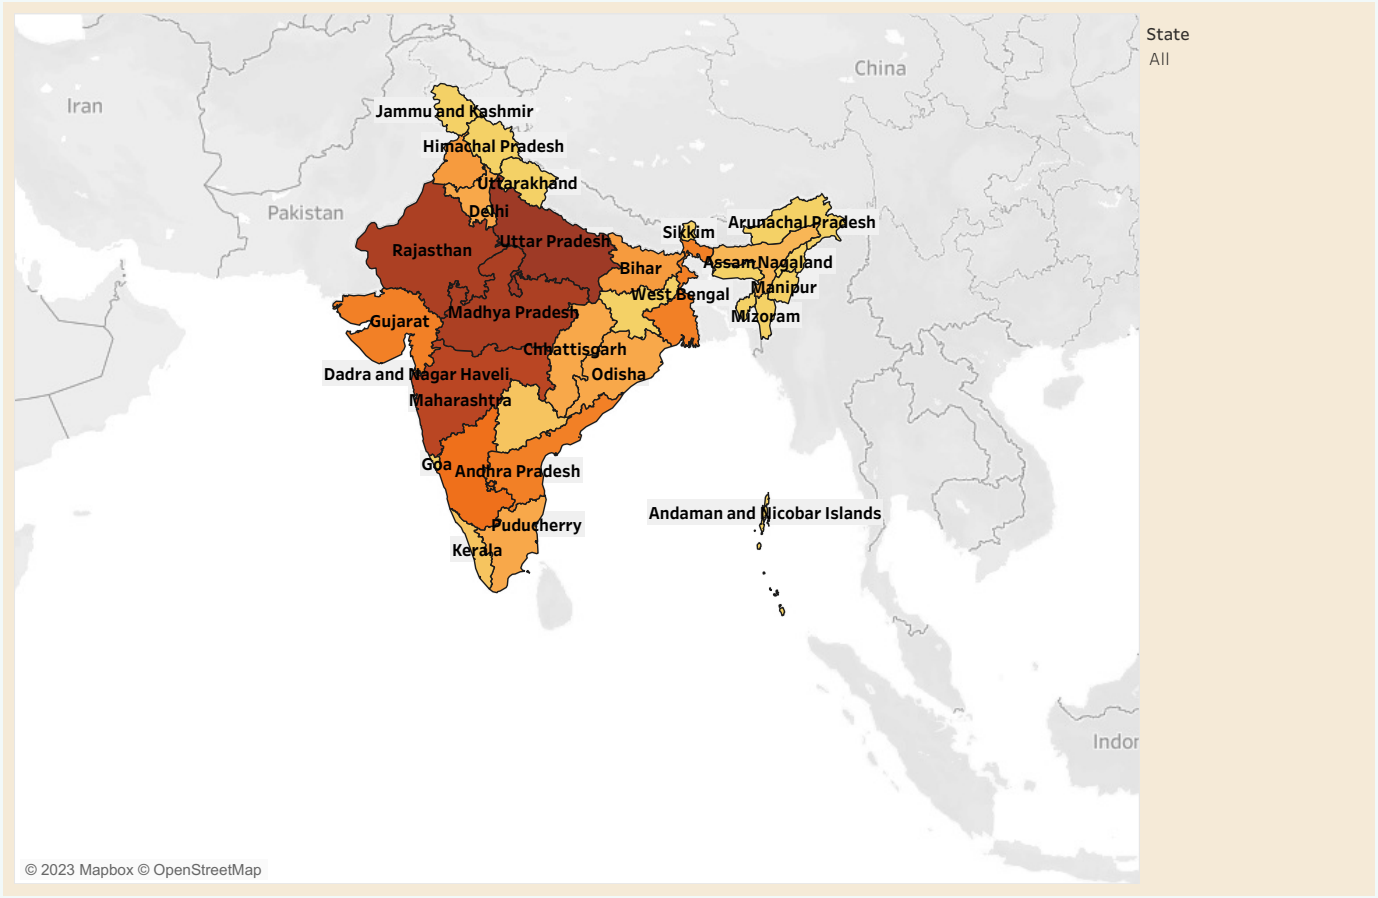 State
All
China
Iran
Jammu and Kashmir
Himachal Pradesh
Uttarakhand
Pakistan
Delhi
Arunachal Pradesh
Sikkim
Uttar Pradesh
Rajasthan
Assam
Nagaland
Bihar
Manipur
West Bengal
Madhya Pradesh
Mizoram
Gujarat
Chhattisgarh
Dadra and Nagar Haveli
Odisha
Maharashtra
Goa
Andhra Pradesh
Andaman and Nicobar Islands
Puducherry
Kerala
Indor
© 2023 Mapbox © OpenStreetMap